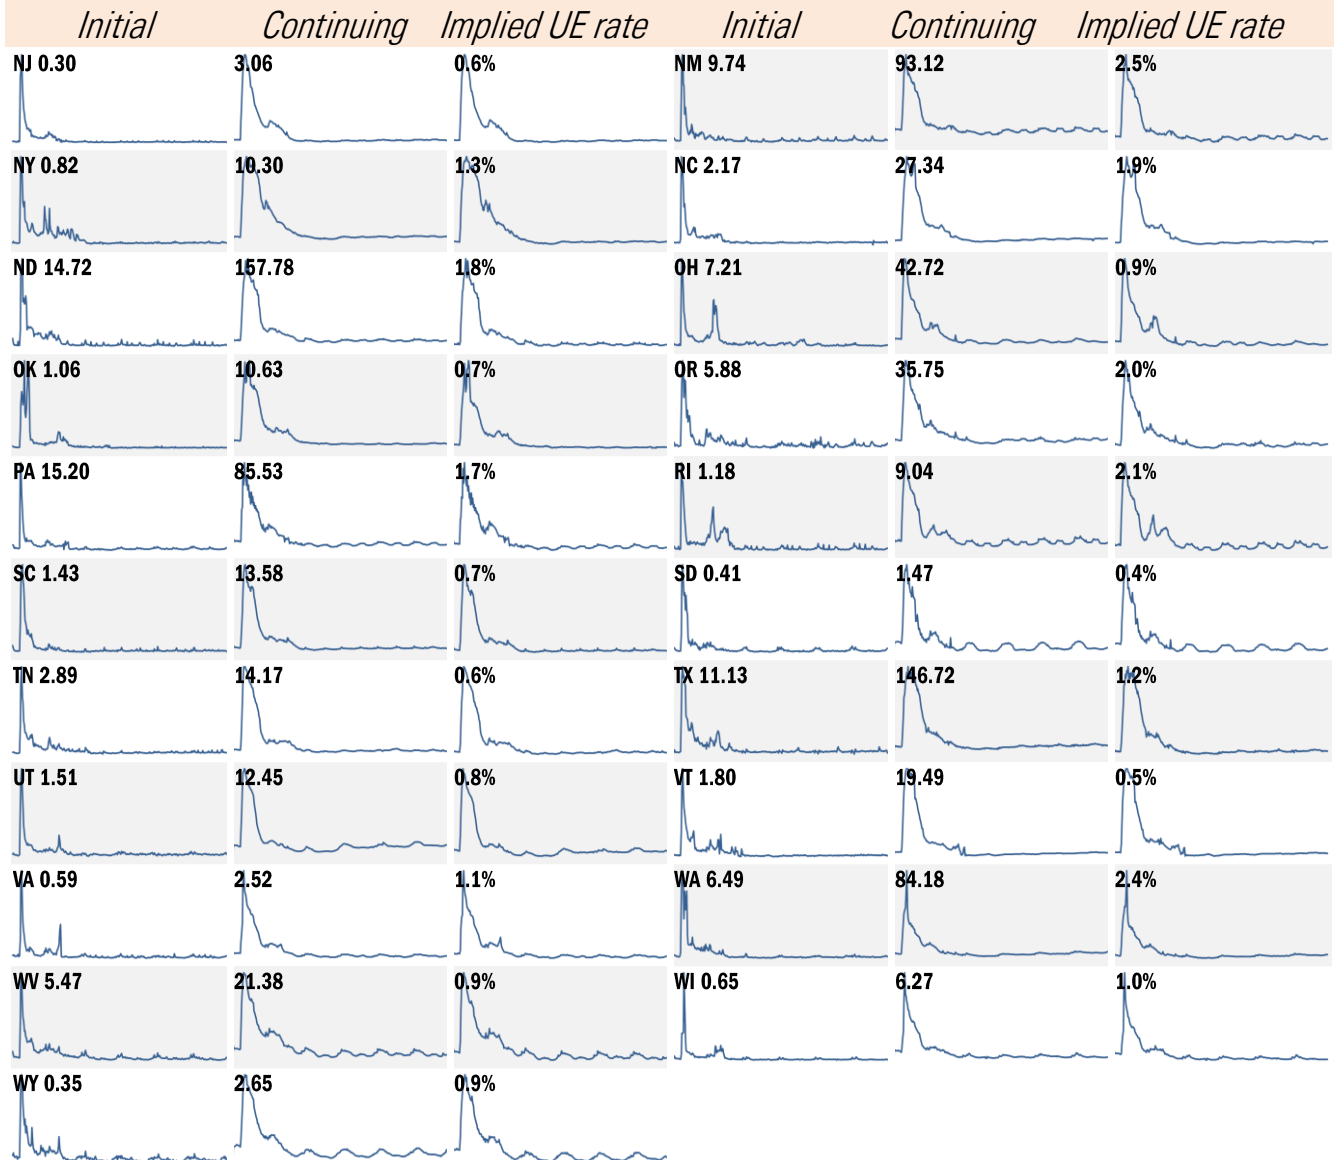 Initial Continuing Implied UE rate Initial Continuing Implied UE rate
NJ 0.30 3.06 0.6% NM 9.74 93.12 2.5%
NY 0.82 10.30 1.3% NC 2.17 27.34 1.9%
ND 14.72 157.78 1.8% OH 7.21 42.72 0.9%
OK 1.06 10.63 0.7% OR 5.88 35.75 2.0%
PA 15.20 85.53 1.7% RI 1.18 9.04 2.1%
SC 1.43 13.58 0.7% SD 0.41 1.47 0.4%
TN 2.89 14.17 0.6% TX 11.13 146.72 1.2%
UT 1.51 12.45 0.8% VT 1.80 19.49 0.5%
VA 0.59 2.52 1.1% WA 6.49 84.18 2.4%
WV 5.47 21.38 0.9% WI 0.65 6.27 1.0%
WY 0.35 2.65 0.9%